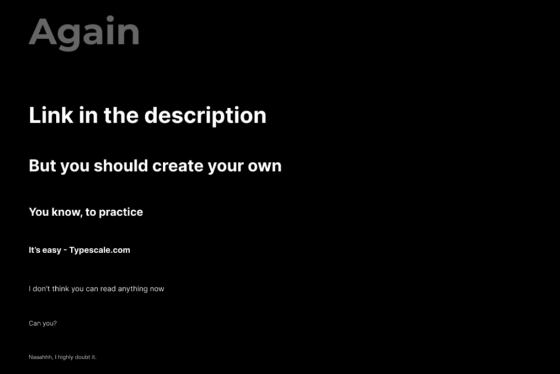 Again
Link in the description
But you should create your own
You know, to practice
It's easy - Typescale.com
I don't think you can read anything now
Can you?
Naaahhh, I highly doubt it.